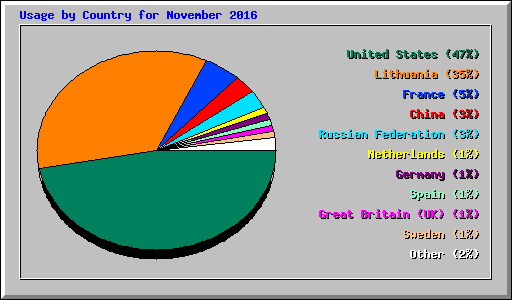 Usage by Country for November 2016
United States (47%)
Lithuania (35%)
France (5%)
China (3%)
Russian Federation (3%)
Netherlands (1%)
Germany (1%)
Spain (1%)
Great Britain (UK) (1%)
Sweden (1%)
Other (2%)